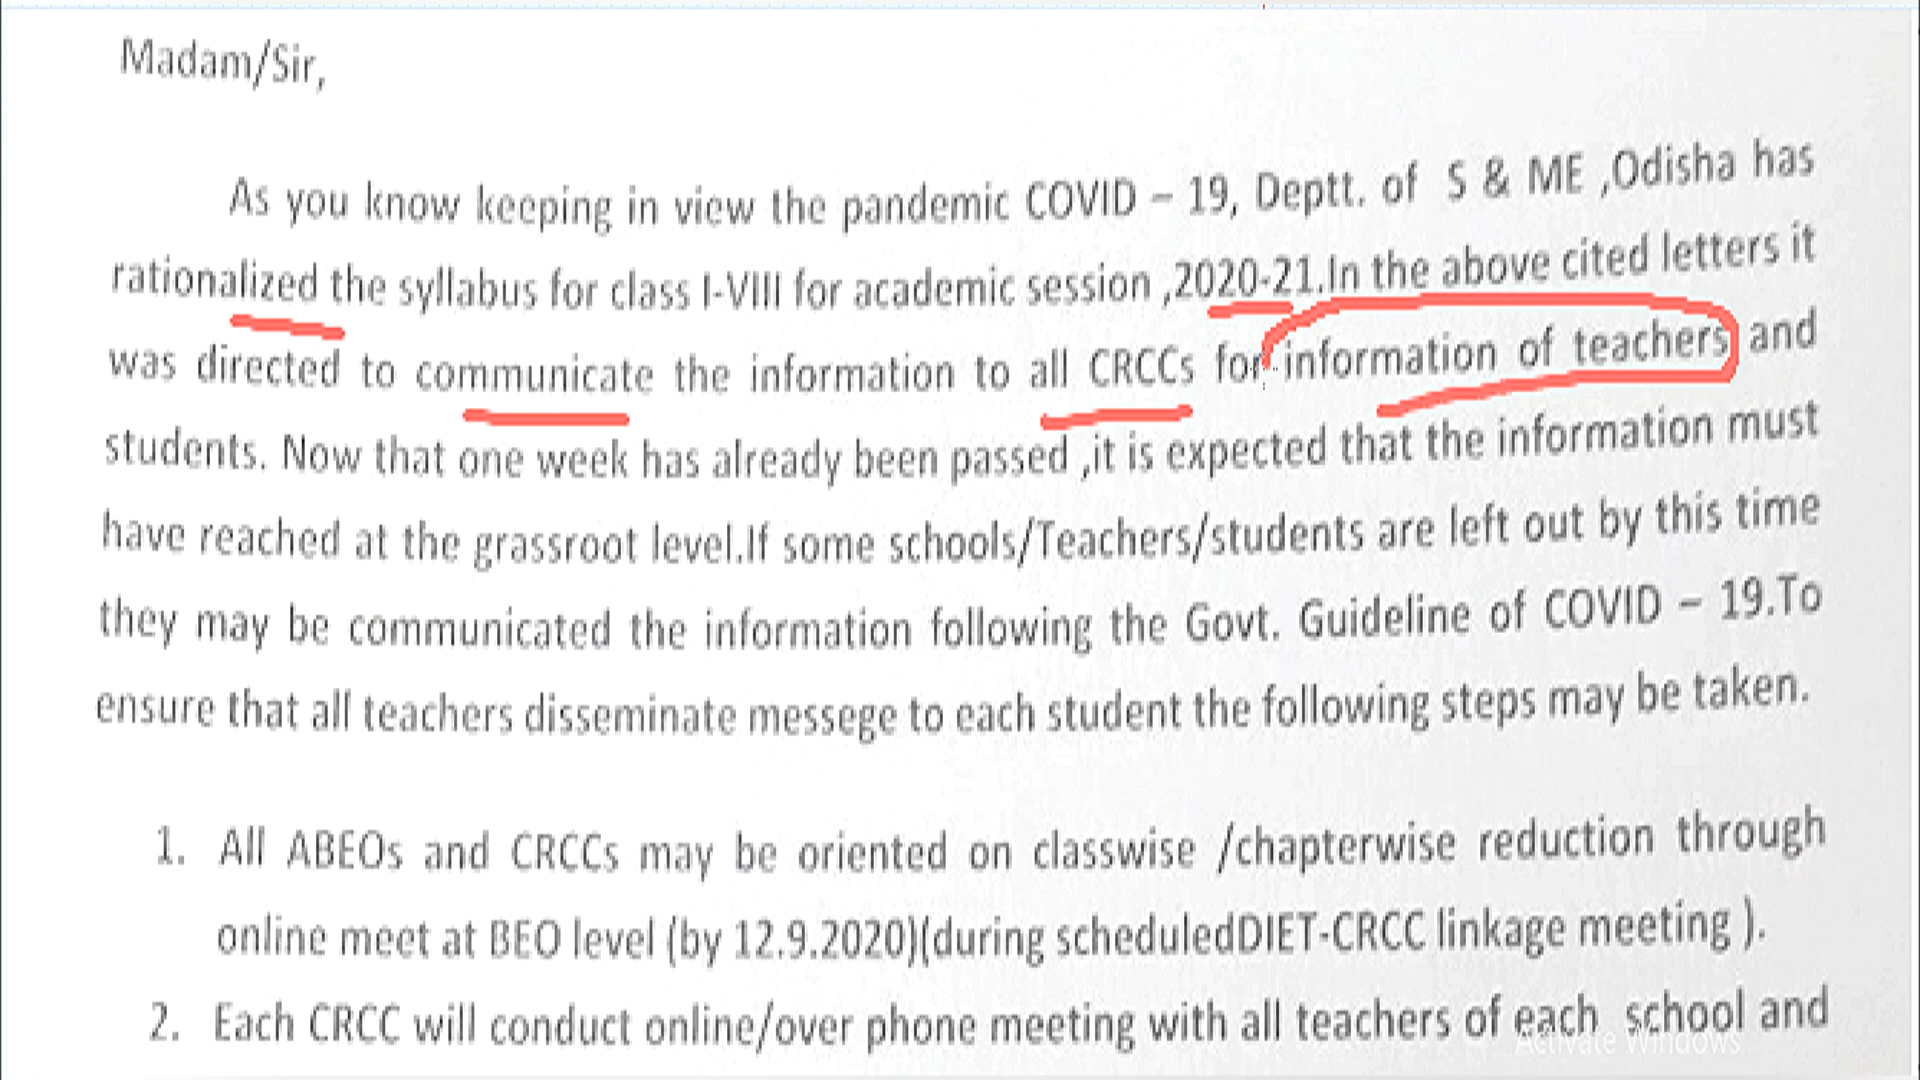 Madam/Sir,
As you know keeping in view the pandemic COVID – 19, Deptt. of S & ME ,Odisha has
rationalized the syllabus for class I-VIII for academic session ,2020-21.In the above cited letters it
was directed to communicate the information to all CRCCs for information of teachers and
students. Now that one week has already been passed ,it is expected that the information must
have reached at the grassroot level.If some schools/Teachers/students are left out by this time
they may be communicated the information following the Govt. Guideline of COVID – 19.To
ensure that all teachers disseminate messege to each student the following steps may be taken.
1. All ABEOs and CRCCs may be oriented on classwise /chapterwise reduction through
online meet at BEO level (by 12.9.2020)(during scheduledDIET-CRCC linkage meeting ).
2. Each CRCC will conduct online/over phone meeting with all teachers of each school and
Activate Windows